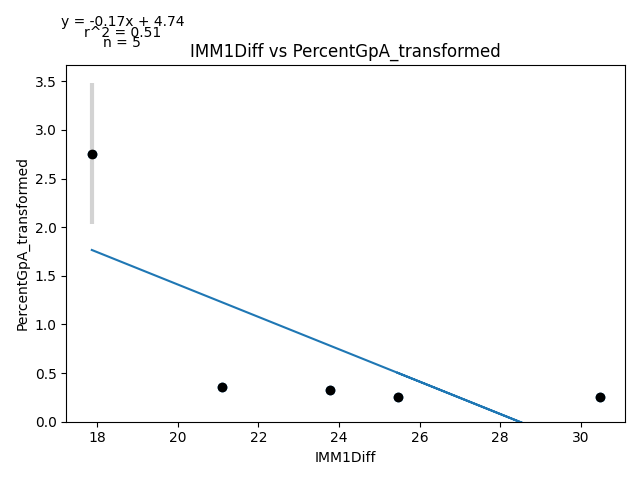 y = -0.17x + 4.74
r^2 = 0.51
n = 5
IMM1Diff vs PercentGpA_transformed
3.5
3.0
2.5
2.0
1.5
1.0
0.5
0.0
PercentGpA_transformed
18 20 22 24 26 28 30
IMM1Diff